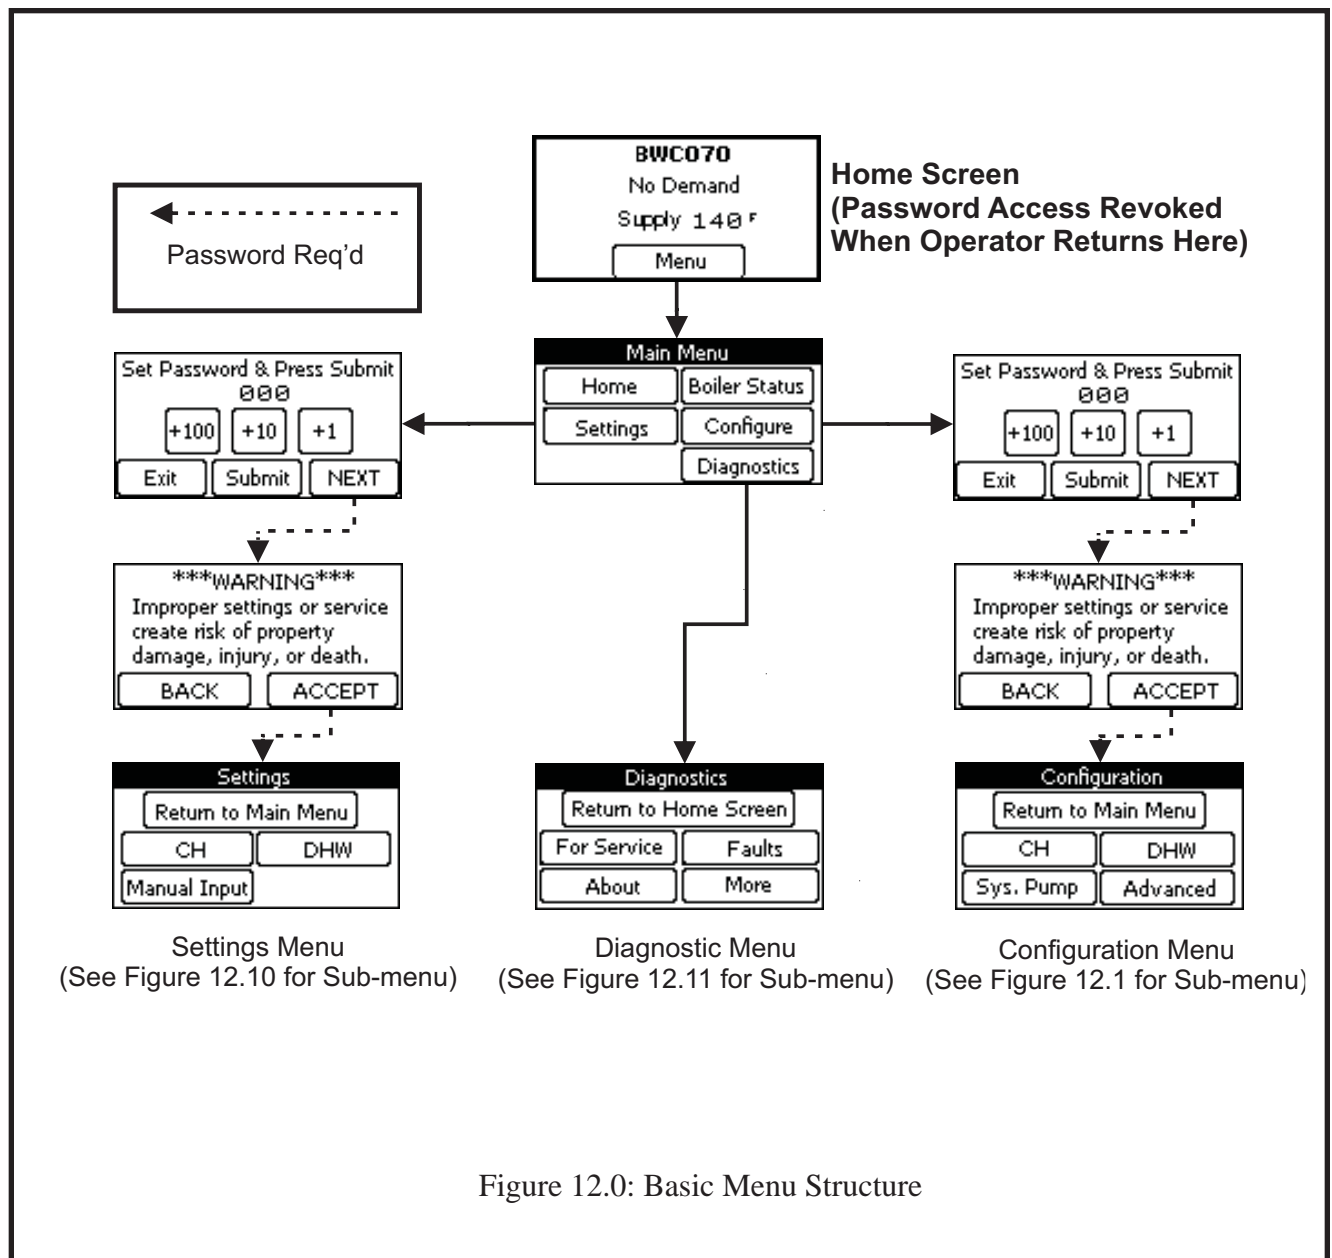 BWC070
No Demand
Supply 140 F
Menu
Home Screen
(Password Access Revoked
When Operator Returns Here)
Password Req'd
Main Menu
Home
Boiler Status
Settings
Configure
Diagnostics
Set Password & Press Submit
000
+100
+10
+1
Exit
Submit
NEXT
***WARNING***
Improper settings or service
create risk of property
damage, injury, or death.
BACK
ACCEPT
Settings
Return to Main Menu
CH
DHW
Manual Input
Settings Menu
(See Figure 12.10 for Sub-menu)
Diagnostics
Return to Home Screen
For Service
Faults
About
More
Diagnostic Menu
(See Figure 12.11 for Sub-menu)
Set Password & Press Submit
000
+100
+10
+1
Exit
Submit
NEXT
***WARNING***
Improper settings or service
create risk of property
damage, injury, or death.
BACK
ACCEPT
Configuration
Return to Main Menu
CH
DHW
Sys. Pump
Advanced
Configuration Menu
(See Figure 12.1 for Sub-menu)
Figure 12.0: Basic Menu Structure